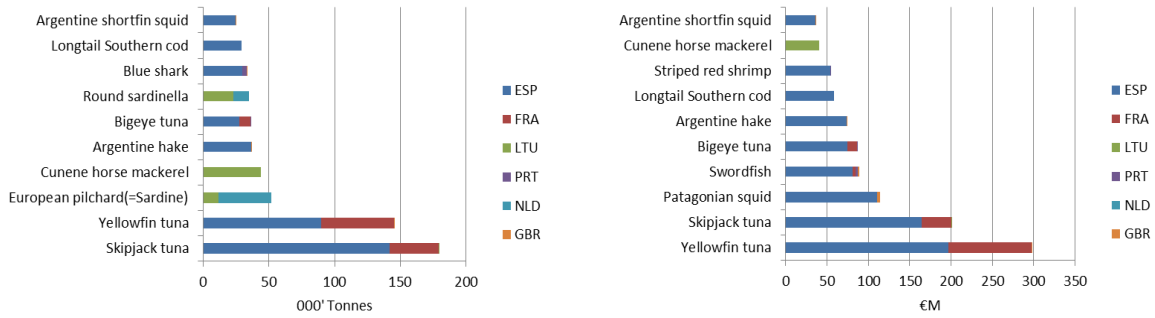 Argentine shortfin squid
Longtail Southern cod
Blue shark
Round sardinella
Bigeye tuna
Argentine hake
Cunene horse mackerel
European pilchard(=Sardine)
Yellowfin tuna
Skipjack tuna
0 50 100 150 200
000' Tonnes
ESP
FRA
LTU
PRT
NLD
GBR
Argentine shortfin squid
Cunene horse mackerel
Striped red shrimp
Longtail Southern cod
Argentine hake
Bigeye tuna
Swordfish
Patagonian squid
Skipjack tuna
Yellowfin tuna
0 50 100 150 200 250 300 350
€M
ESP
FRA
LTU
PRT
NLD
GBR